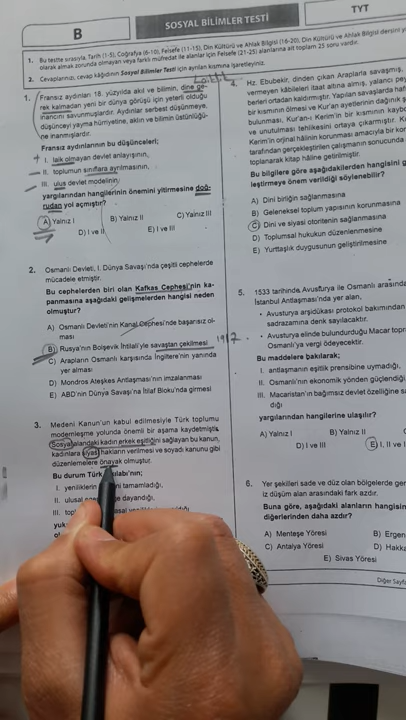 B
SOSYAL BİLİMLER TESTİ
TYT
1. Bu testte sırasıyla, Tarih (1-5), Coğrafya (6-10), Felsefe (11-15), Din Kültürü ve Ahlak Bilgisi (16-20), Din Kültürü ve Ahlak Bilgisi dersini
olarak almak zorunda olmayan veya farklı müfredat ile alanlar için Felsefe (21-25) alanlarına ait toplam 25 soru vardır.
2. Cevaplarınızı, cevap kâğıdının Sosyal Bilimler Testi için ayrılan kısmına işaretleyiniz.
1. Fransız aydınları 18. yüzyılda akıl ve bilimin, dine ge-
rek kalmadan yeni bir dünya görüşü için yeterli olduğu
inancını savunmuşlardır. Aydınlar serbest düşünmeye,
düşünceyi yayma hürriyetine, aklın ve bilimin üstünlüğü-
ne inanmışlardır.
Fransız aydınlarının bu düşünceleri;
I. laik olmayan devlet anlayışının,
II. toplumun sınıflara ayrılmasının,
III. ulus devlet modelinin
yargılarından hangilerinin önemini yitirmesine doğ-
rudan yol açmıştır?
A) Yalnız I
B) Yalnız II
C) Yalnız III
D) I ve II
E) I ve III
2. Osmanlı Devleti, I. Dünya Savaşı'nda çeşitli cephelerde
mücadele etmiştir.
Bu cephelerden biri olan Kafkas Cephesi'nin ka-
panmasına aşağıdaki gelişmelerden hangisi neden
olmuştur?
A) Osmanlı Devleti'nin Kanal Cephesi'nde başarısız ol-
ması
B) Rusya'nın Bolşevik İhtilali'yle savaştan çekilmesi
1917
C) Arapların Osmanlı karşısında İngiltere'nin yanında
yer alması
D) Mondros Ateşkes Antlaşması'nın imzalanması
E) ABD'nin Dünya Savaşı'na İtilaf Bloku'nda girmesi
3. Medeni Kanun'un kabul edilmesiyle Türk toplumu
modernleşme yolunda önemli bir aşama kaydetmiştir.
Sosyal alandaki kadın erkek eşitliğini sağlayan bu kanun,
kadınlara siyasi hakların verilmesi ve soyadı kanunu gibi
düzenlemelere önayak olmuştur.
Bu durum Türk
I. yeniliklerin
tamamladığı,
II. ulusal
dayandığı,
III.
4. Hz. Ebubekir, dinden çıkan Araplarla savaşmış,
vermeyen kâbileleri itaat altına almış, yalancı
berleri ortadan kaldırmıştır. Yapılan savaşlarda
bir kısmının ölmesi ve Kur'an ayetlerinin dağınık
bulunması, Kur'an-ı Kerim'in bir kısmının
ve unutulması tehlikesini ortaya çıkarmıştır.
Kerim'in orjinal hâlinin korunması amacıyla bir
tarafından gerçekleştirilen çalışmanın sonucunda
toplanarak kitap hâline getirilmiştir.
Bu bilgilere göre aşağıdakilerden hangisini
leştirmeye önem verildiği söylenebilir?
A) Dini birliğin sağlanmasına
B) Geleneksel toplum yapısının korunmasına
C) Dini ve siyasi otoritenin sağlanmasına
D) Toplumsal hukukun düzenlenmesine
E) Yurttaşlık duygusunun geliştirilmesine
5. 1533 tarihinde Avusturya ile Osmanlı arasında
İstanbul Antlaşması'nda yer alan,
• Avusturya arşidükası protokol bakımından
sadrazamına denk sayılacaktır.
• Avusturya elinde bulundurduğu Macar
Osmanlı'ya vergi ödeyecektir.
Bu maddelere bakılarak;
I. antlaşmanın eşitlik prensibine uymadığı,
II. Osmanlı'nın ekonomik yönden güçlendiği,
III. Macaristan'ın bağımsız devlet özelliğine
dığı
yargılarından hangilerine ulaşılır?
A) Yalnız I
B) Yalnız II
D) I ve III
E) I, II ve
6. Yer şekilleri sade ve düz olan bölgelerde
iz düşüm alan arasındaki fark azdır.
Buna göre, aşağıdaki alanların
diğerlerinden daha azdır?
A) Menteşe Yöresi
C) Antalya Yöresi
E) Sivas Yöresi
Diğer